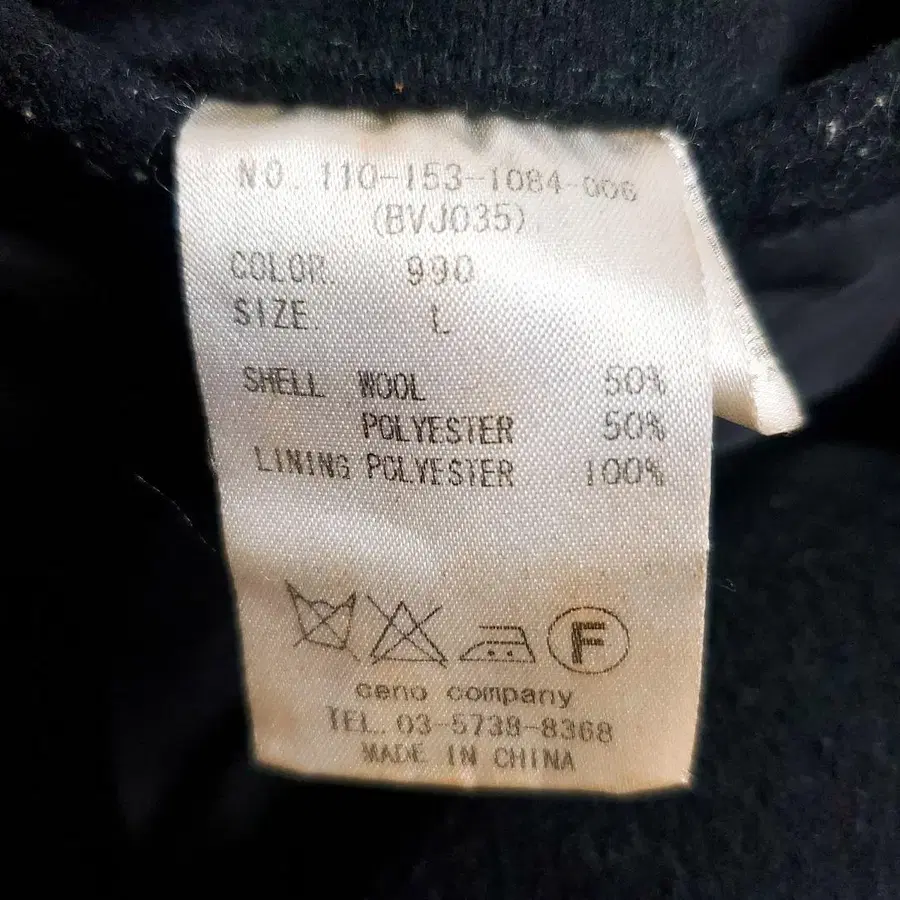 NO. 110-153-1084-006
(BVJ035)
COLOR. 990
SIZE. L
SHELL WOOL 50%
POLYESTER 50%
LINING POLYESTER 100%
F
ceno company
TEL. 03-5738-8368
MADE IN CHINA